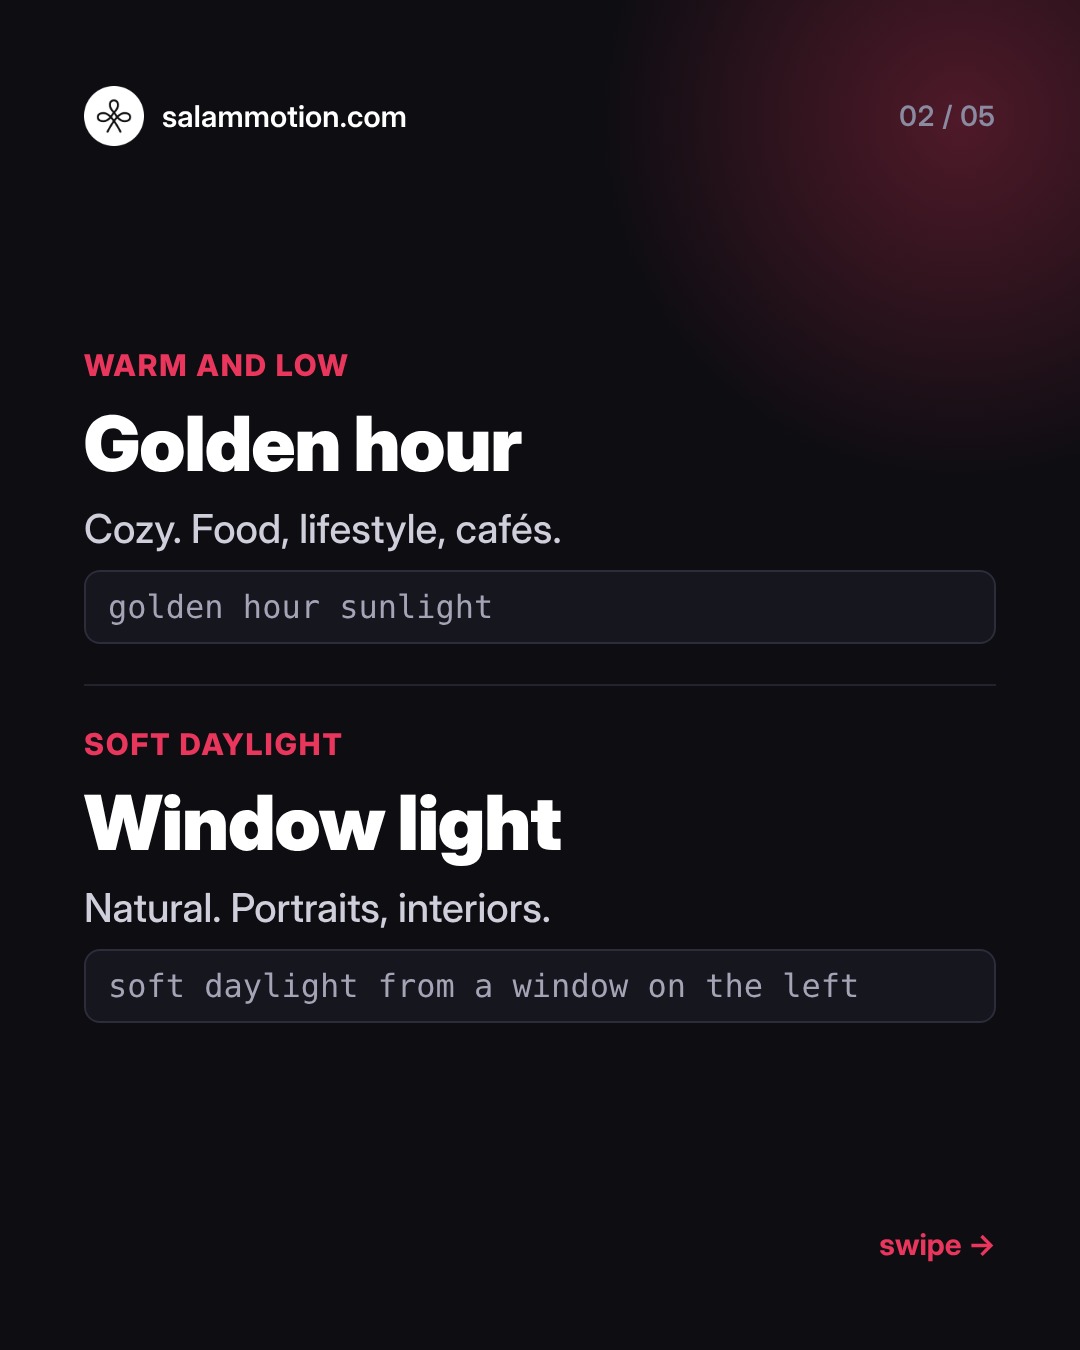 salammotion.com
02 / 05
WARM AND LOW
Golden hour
Cozy. Food, lifestyle, cafés.
golden hour sunlight
SOFT DAYLIGHT
Window light
Natural. Portraits, interiors.
soft daylight from a window on the left
swipe →